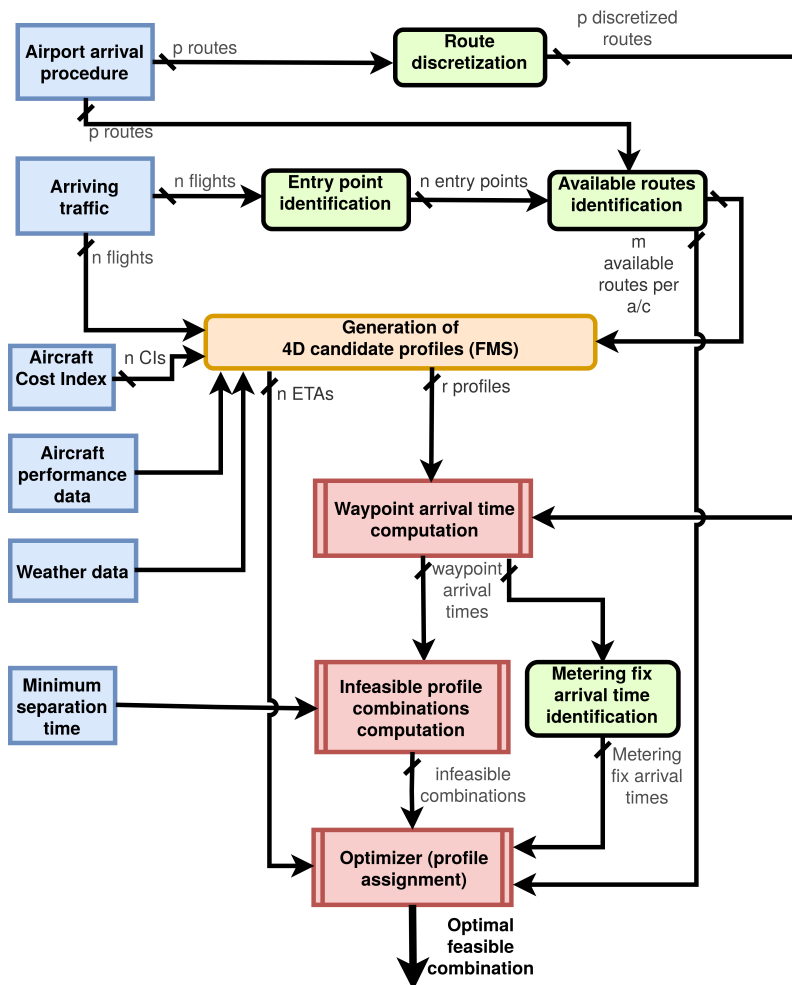 p discretized
routes
Airport arrival
procedure
p routes
Route
discretization
p routes
Arriving
traffic
n flights
Entry point
identification
n entry points
Available routes
identification
n flights
m
available
routes per
a/c
Generation of
4D candidate profiles (FMS)
Aircraft
Cost Index
n CIs
n ETAs
r profiles
Aircraft
performance
data
Waypoint arrival time
computation
Weather data
waypoint
arrival
times
Minimum
separation
time
Infeasible profile
combinations
computation
Metering fix
arrival time
identification
infeasible
combinations
Metering
fix arrival
times
Optimizer (profile
assignment)
Optimal
feasible
combination